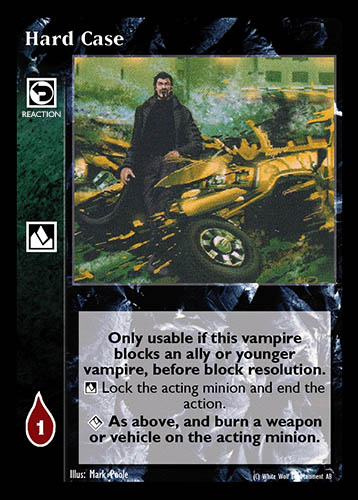 Hard Case
REACTION
Only usable if this vampire
blocks an ally or younger
vampire, before block resolution.
Lock the acting minion and end the
action.
As above, and burn a weapon
or vehicle on the acting minion.
1
Illus: Mark Poole
(C) White Wolf Entertainment AB